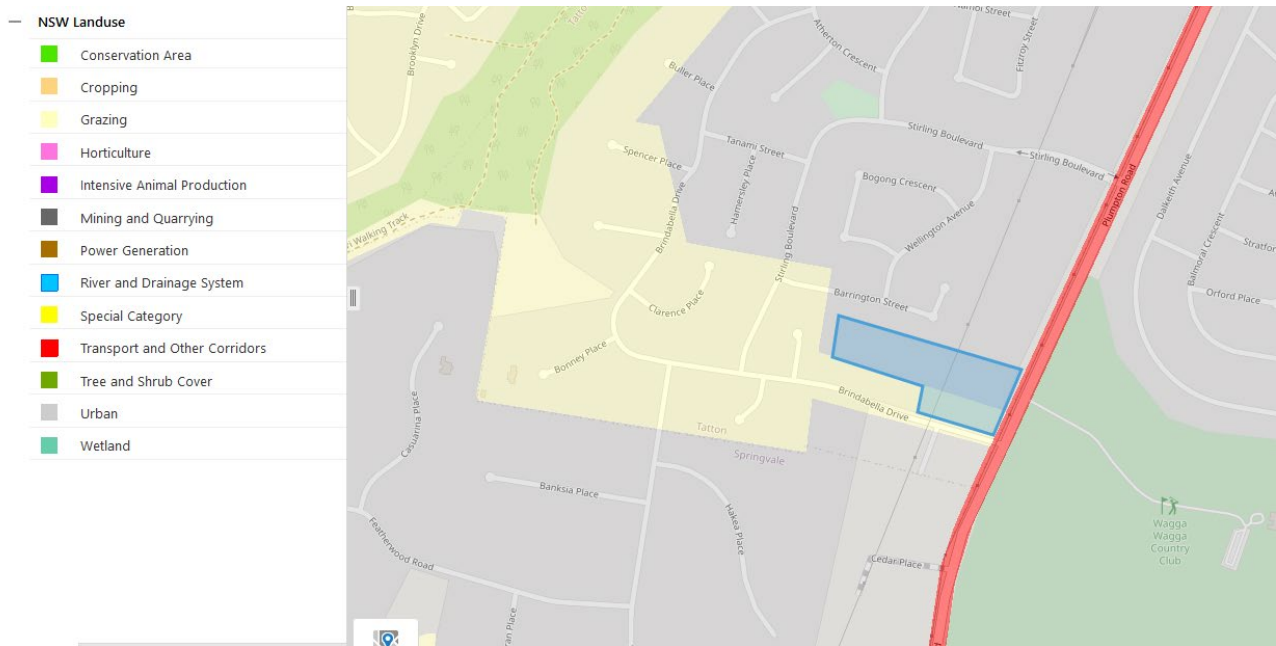 NSW Landuse
Conservation Area
Cropping
Grazing
Horticulture
Intensive Animal Production
Mining and Quarrying
Power Generation
River and Drainage System
Special Category
Transport and Other Corridors
Tree and Shrub Cover
Urban
Wetland
Brooklyn Drive
Buller Place
Atherton Crescent
Fitzroy Street
Stirling Boulevard
Stirling Boulevard
Tanami Street
Spencer Place
Hamersley Place
Bogong Crescent
Wellington Avenue
Plumpton Road
Dalkeith Avenue
Balmoral Crescent
Orford Place
Walking Track
Brindabella Drive
Stirling Boulevard
Clarence Place
Barrington Street
Bonney Place
Brindabella Drive
Tatton
Springvale
Casuarina Place
Banksia Place
Hakea Place
Featherwood Road
Cedar Place
Wagga
Wagga
Country
Club